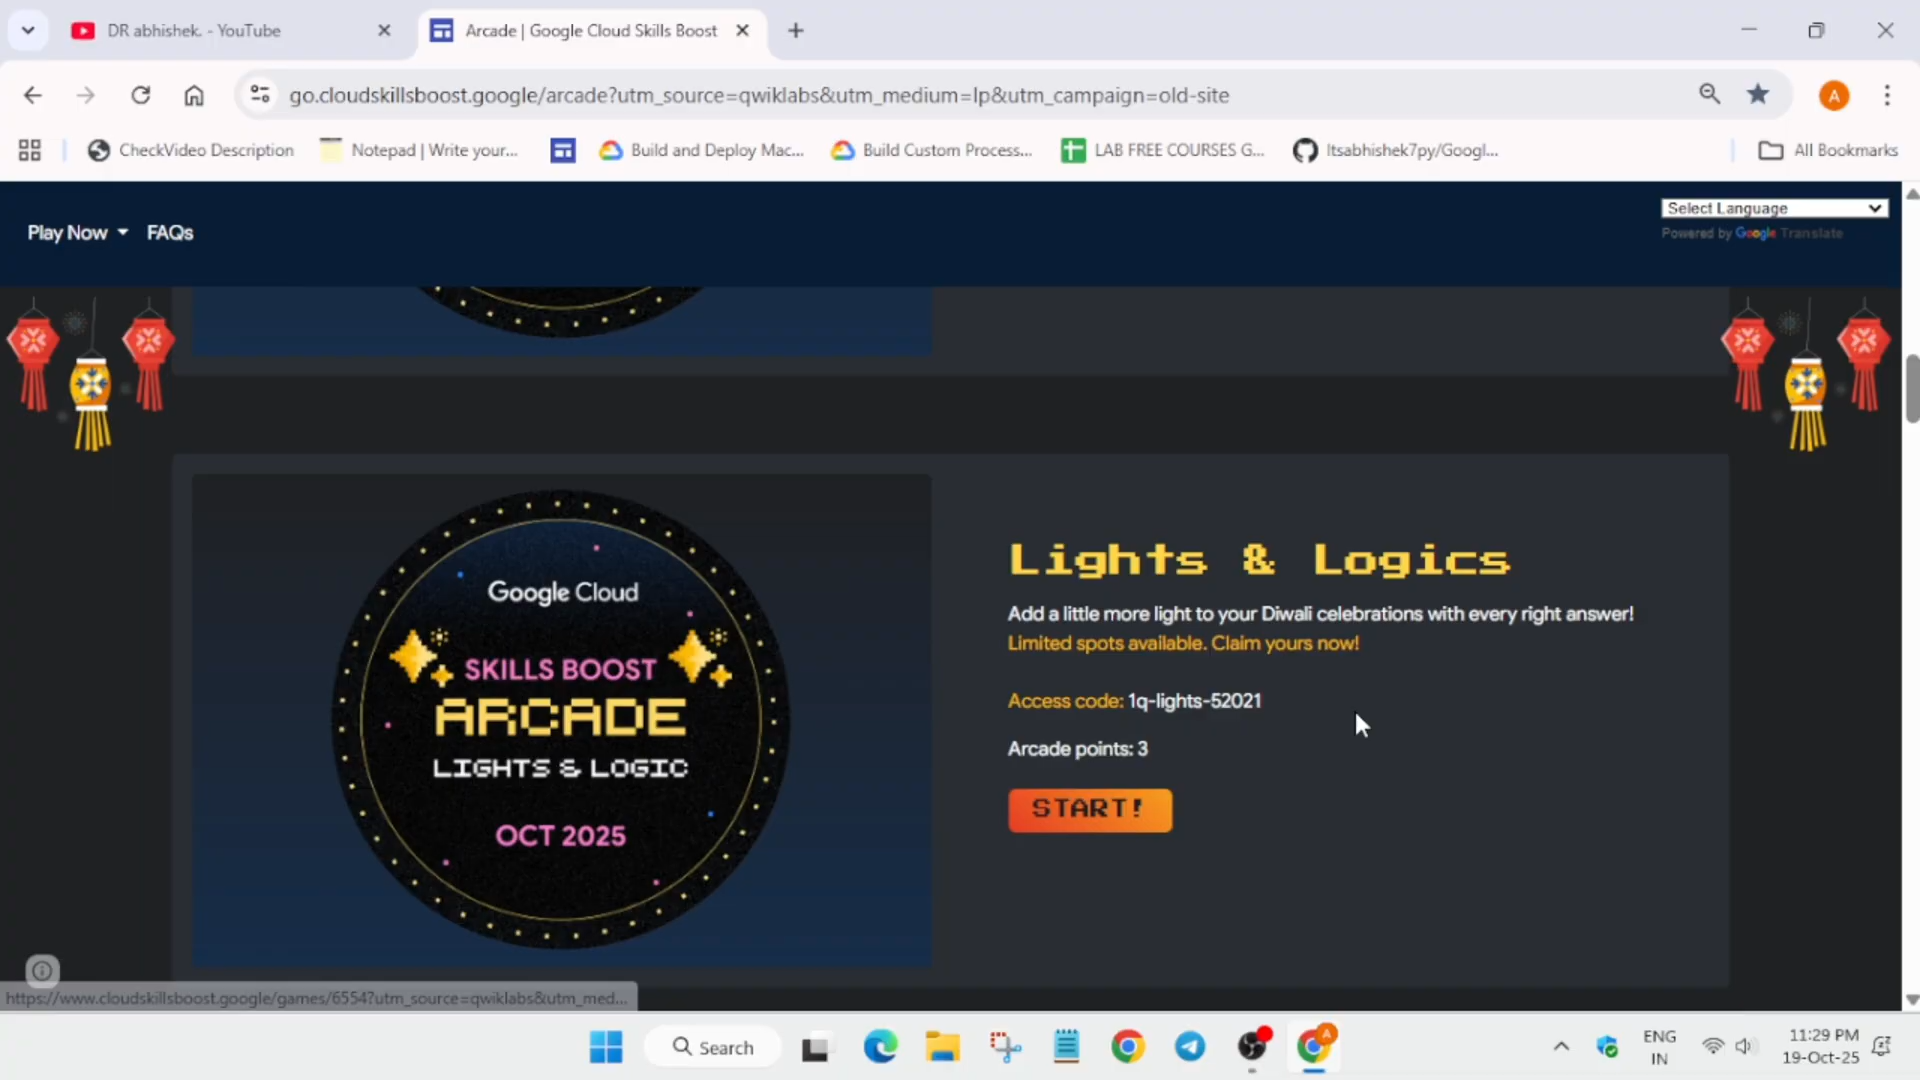 DR abhishek. - YouTube
Arcade | Google Cloud Skills Boost
go.cloudskillsboost.google/arcade?utm_source=qwiklabs&utm_medium=lp&utm_campaign=old-site
A
CheckVideo Description
Notepad | Write your...
Build and Deploy Mac...
Build Custom Process...
LAB FREE COURSES G...
Itsabhishek7py/Googl...
All Bookmarks
Play Now
FAQs
Select Language
Powered by Google Translate
Google Cloud
SKILLS BOOST
ARCADE
LIGHTS & LOGIC
OCT 2025
Lights & Logics
Add a little more light to your Diwali celebrations with every right answer!
Limited spots available. Claim yours now!
Access code: 1q-lights-52021
Arcade points: 3
START!
https://www.cloudskillsboost.google/games/6554?utm_source=qwiklabs&utm_med...
Search
A
ENG
IN
11:29 PM
19-Oct-25